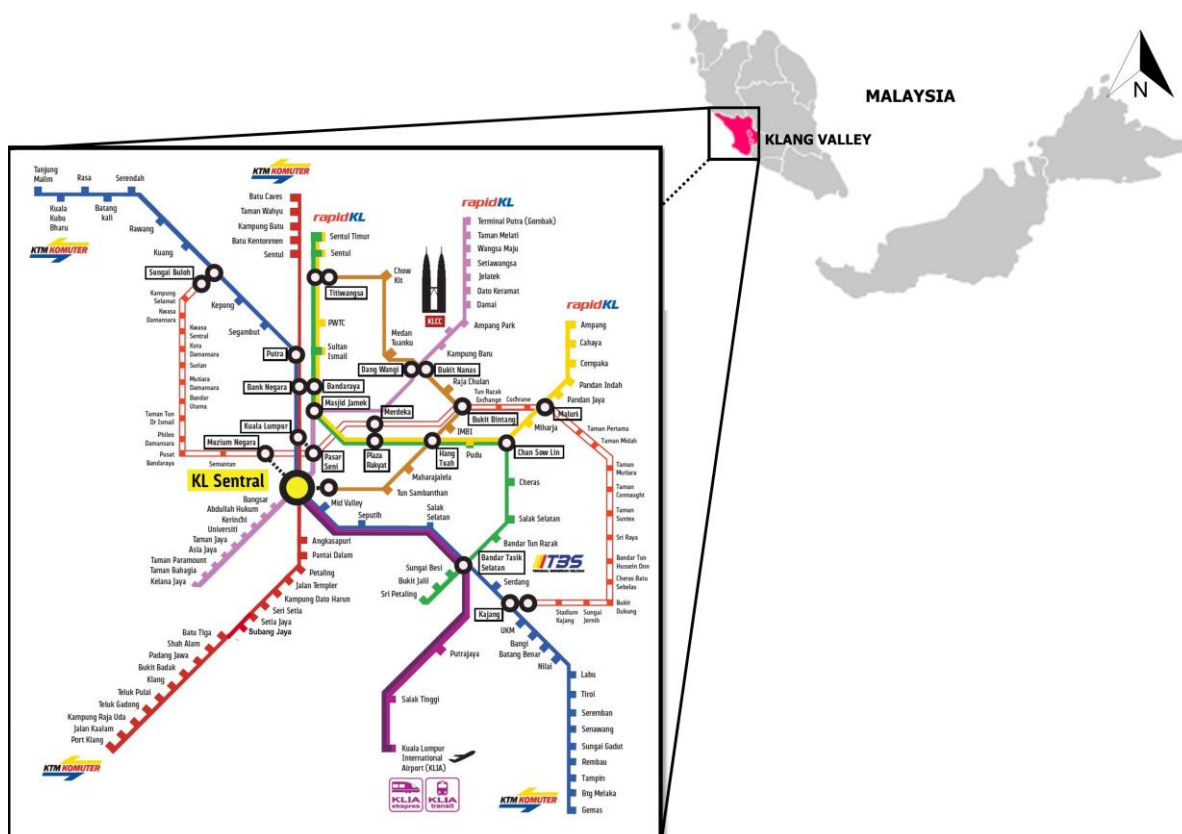 MALAYSIA
N
KLANG VALLEY
Tanjung
Malim
Rasa
Serendah
Kuala
Kubu
Bharu
Batang
kali
Rawang
Kuang
KTM KOMUTER
KTM KOMUTER
Batu Caves
Taman Wahyu
Kampung Batu
Batu Kentonmen
Sentul
rapidKL
Sentul Timur
Sentul
Titiwangsa
PWTC
Sultan
Ismail
Chow
Kit
Medan
Tuanku
KLCC
rapidKL
Terminal Putra (Gombak)
Taman Melati
Wangsa Maju
Setiawangsa
Jelatek
Dato Keramat
Damai
Ampang Park
Kampung Baru
rapidKL
Ampang
Cahaya
Cempaka
Pandan Indah
Pandan Jaya
Sungai Buloh
Kampung
Selamat
Kwasa
Damansara
Kwasa
Sentral
Kota
Damansara
Surian
Mutiara
Damansara
Bandar
Utama
Taman Tun
Dr Ismail
Phileo
Damansara
Pusat
Bandaraya
Semantan
Kepong
Segambut
Putra
Bank Negara
Bandaraya
Masjid Jamek
Kuala Lumpur
Muzium Negara
Pasar
Seni
Merdeka
Plaza
Rakyat
Dang Wangi
Bukit Nanas
Raja Chulan
Tun Razak
Exchange
Cochrane
Bukit Bintang
Maluri
Miharja
IMBI
Hang
Tuah
Pudu
Chan Sow Lin
Maharajalela
Tun Sambanthan
KL Sentral
Taman Pertama
Taman Midah
Taman
Mutiara
Taman
Connaught
Taman
Suntex
Sri Raya
Bandar Tun
Hussein Onn
Cheras Batu
Sebelas
Bukit
Dukung
Sungai
Jernih
Stadium
Kajang
Cheras
Salak Selatan
Bandar Tun Razak
Bandar Tasik
Selatan
TBS
TERMINAL BERSEPADU SELATAN
Sungai Besi
Bukit Jalil
Sri Petaling
Mid Valley
Seputih
Salak
Selatan
Serdang
Kajang
UKM
Bangi
Batang Benar
Nilai
Labu
Tiroi
Seremban
Senawang
Sungai Gadut
Rembau
Tampin
Btg Melaka
Gemas
KTM KOMUTER
Bangsar
Abdullah Hukum
Kerinchi
Universiti
Taman Jaya
Asia Jaya
Taman Paramount
Taman Bahagia
Kelana Jaya
Angkasapuri
Pantai Dalam
Petaling
Jalan Templer
Kampung Dato Harun
Seri Setia
Setia Jaya
Subang Jaya
Batu Tiga
Shah Alam
Padang Jawa
Bukit Badak
Klang
Teluk Pulai
Teluk Gadong
Kampung Raja Uda
Jalan Kaalam
Port Klang
KTM KOMUTER
Putrajaya
Salak Tinggi
Kuala Lumpur
International
Airport (KLIA)
KLIA
ekspres
KLIA
transit